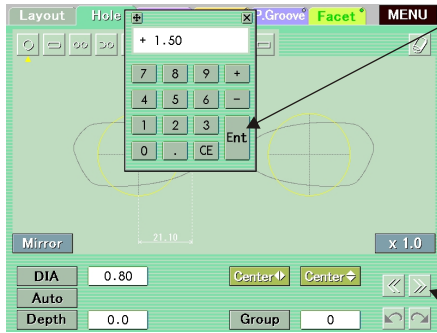 Layout Hole P.Groove Facet MENU
+ 1.50
7 8 9 +
4 5 6 -
1 2 3 Ent
0 . CE
21.10
Mirror x 1.0
DIA 0.80 Center Center
Auto
Depth 0.0 Group 0